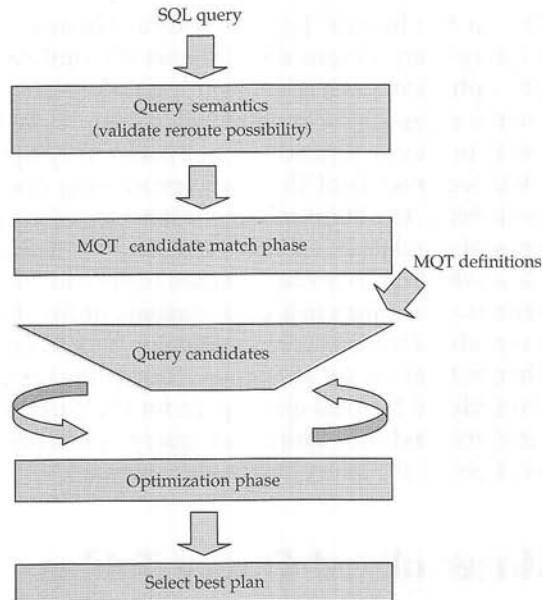 SQL query
Query semantics
(validate reroute possibility)
MQT candidate match phase
MQT definitions
Query candidates
Optimization phase
Select best plan